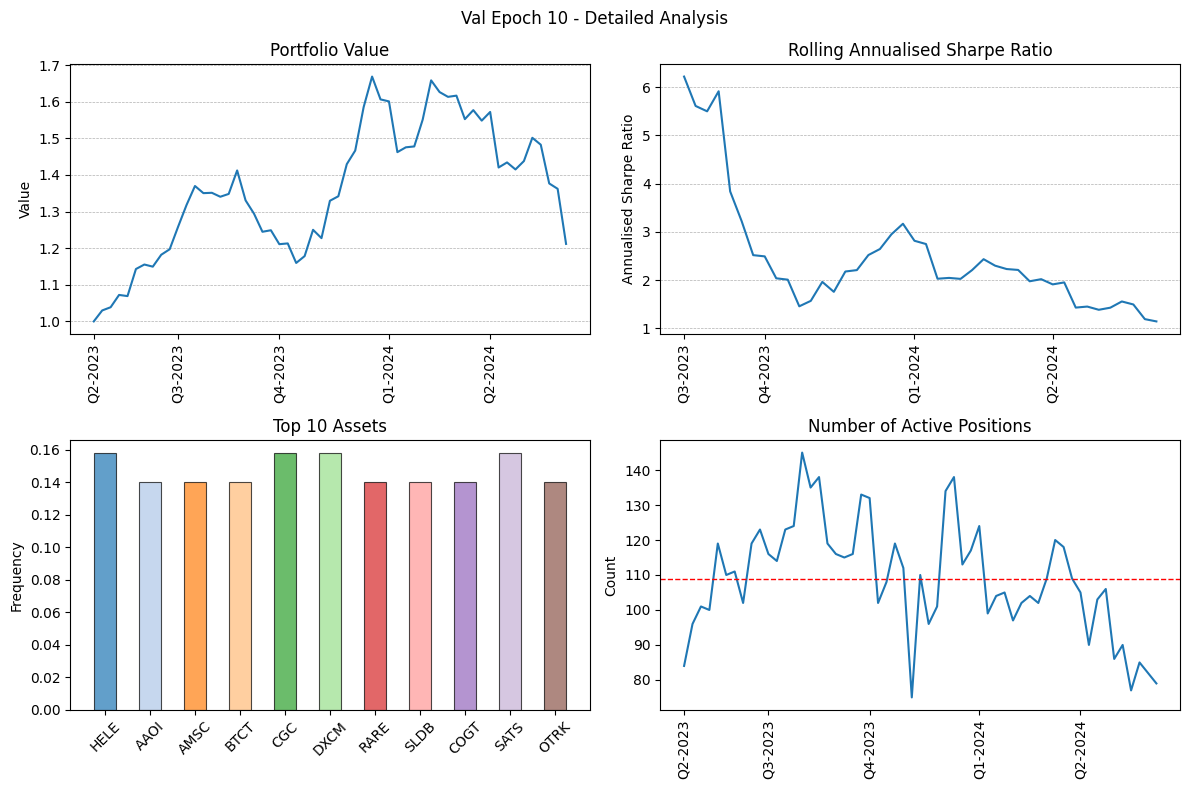 Val Epoch 10 - Detailed Analysis
Portfolio Value
Value
1.7
1.6
1.5
1.4
1.3
1.2
1.1
1.0
Q2-2023
Q3-2023
Q4-2023
Q1-2024
Q2-2024
Rolling Annualised Sharpe Ratio
Annualised Sharpe Ratio
6
5
4
3
2
1
Q3-2023
Q4-2023
Q1-2024
Q2-2024
Top 10 Assets
Frequency
0.16
0.14
0.12
0.10
0.08
0.06
0.04
0.02
0.00
HELE
AAOI
AMSC
BTCT
CGC
DXCM
RARE
SLDB
COGT
SATS
OTRK
Number of Active Positions
Count
140
130
120
110
100
90
80
Q2-2023
Q3-2023
Q4-2023
Q1-2024
Q2-2024